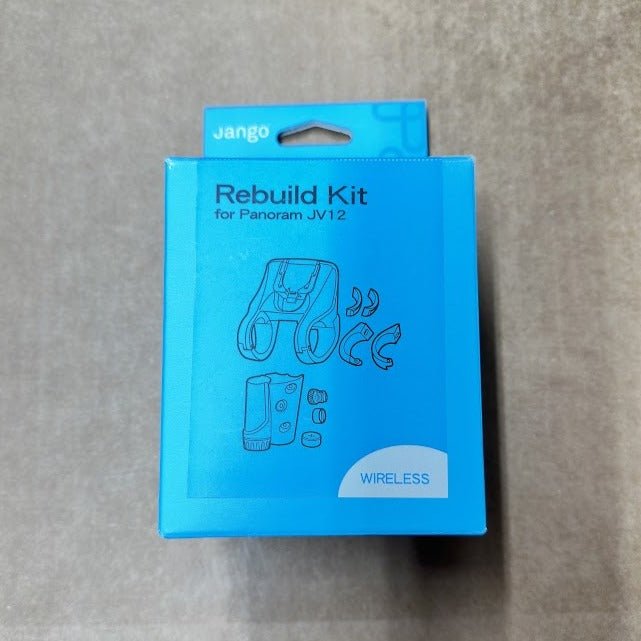 Jango
Rebuild Kit
for Panoram JV12
WIRELESS